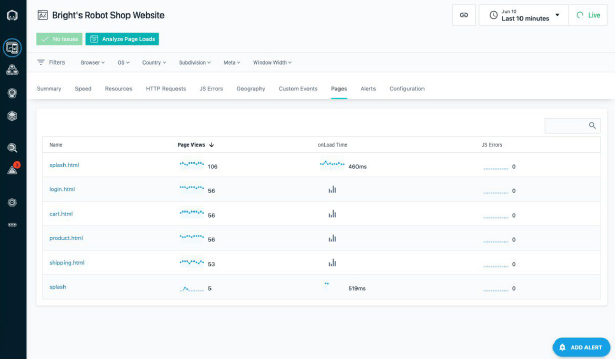 Bright's Robot Shop Website
Jun 10
Last 10 minutes
Live
No Issues
Analyze Page Loads
Filters Browser OS Country Subdivision Meta Window Width
Summary Speed Resources HTTP Requests JS Errors Geography Custom Events Pages Alerts Configuration
Name Page Views onLoad Time JS Errors
splash.html 106 460ms 0
login.html 56 0
cart.html 56 0
product.html 56 0
shipping.html 53 0
splash 5 519ms 0
ADD ALERT